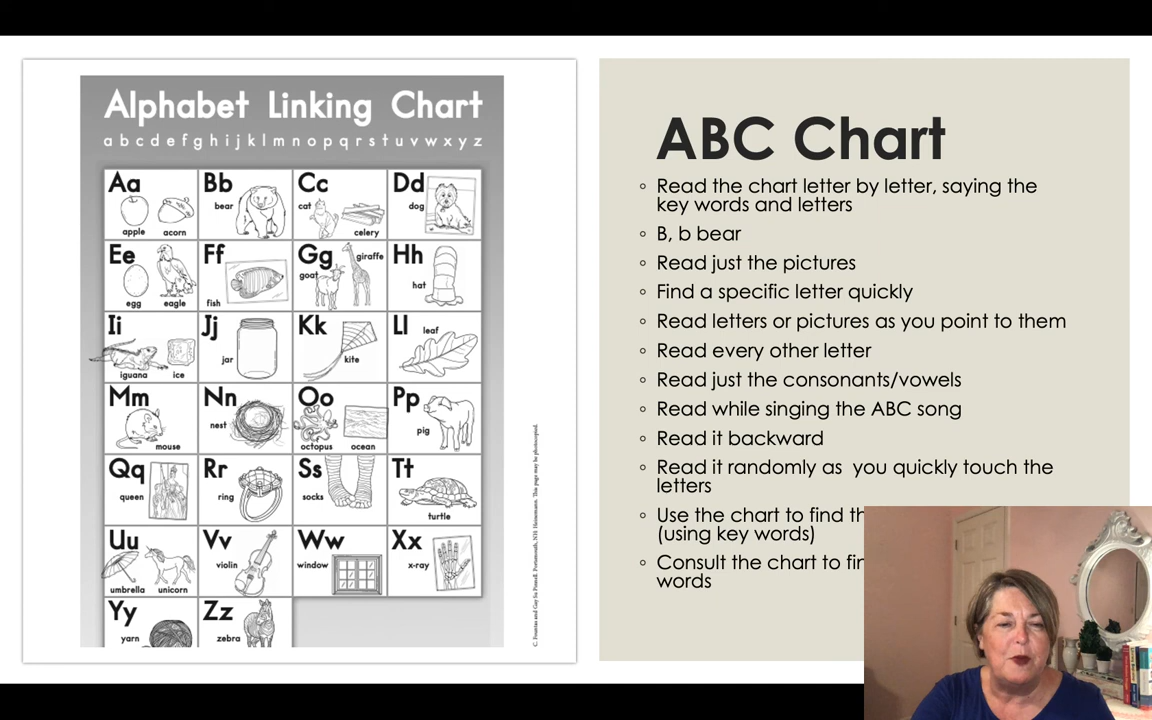 Alphabet Linking Chart
a b c d e f g h i j k l m n o p q r s t u v w x y z
Aa
apple
acorn
Bb
bear
Cc
cat
celery
Dd
dog
Ee
egg
eagle
Ff
fish
Gg
goat
giraffe
Hh
hat
Ii
iguana
ice
Jj
jar
Kk
kite
Ll
leaf
Mm
mouse
Nn
nest
Oo
octopus
ocean
Pp
pig
Qq
queen
Rr
ring
Ss
socks
Tt
turtle
Uu
umbrella
unicorn
Vv
violin
Ww
window
Xx
x-ray
Yy
yarn
Zz
zebra
ABC Chart
◦ Read the chart letter by letter, saying the
key words and letters
◦ B, b bear
◦ Read just the pictures
◦ Find a specific letter quickly
◦ Read letters or pictures as you point to them
◦ Read every other letter
◦ Read just the consonants/vowels
◦ Read while singing the ABC song
◦ Read it backward
◦ Read it randomly as  you quickly touch the
letters
◦ Use the chart to find
(using key words)
◦ Consult the chart to
words